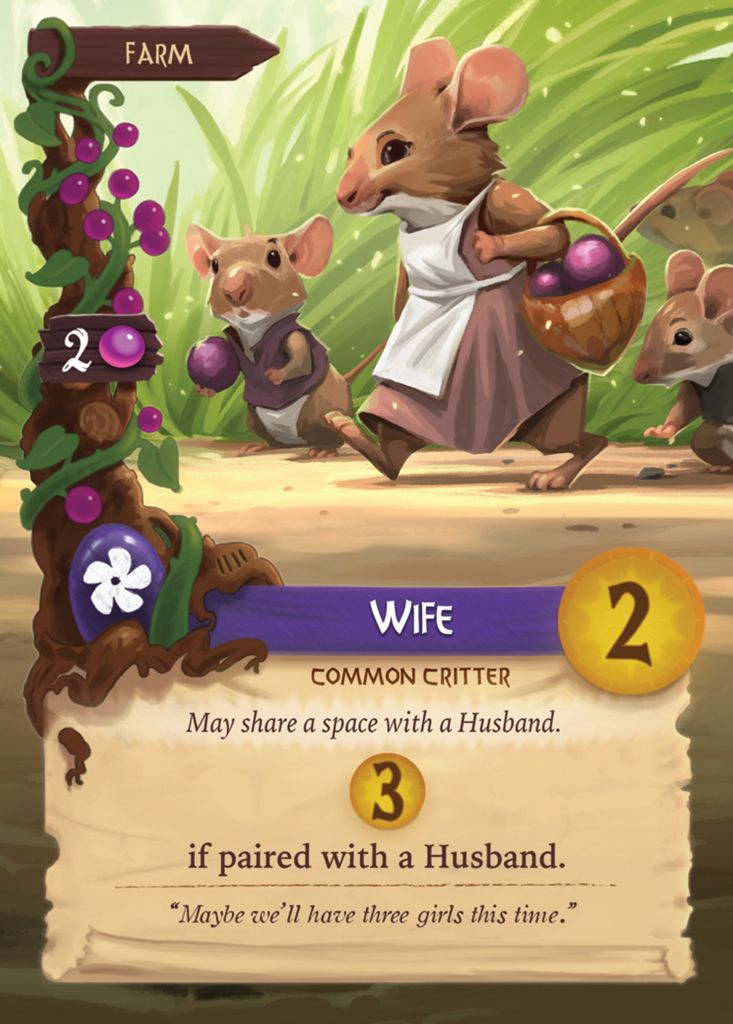 FARM
2
WIFE
2
COMMON CRITTER
May share a space with a Husband.
3
if paired with a Husband.
“Maybe we’ll have three girls this time.”